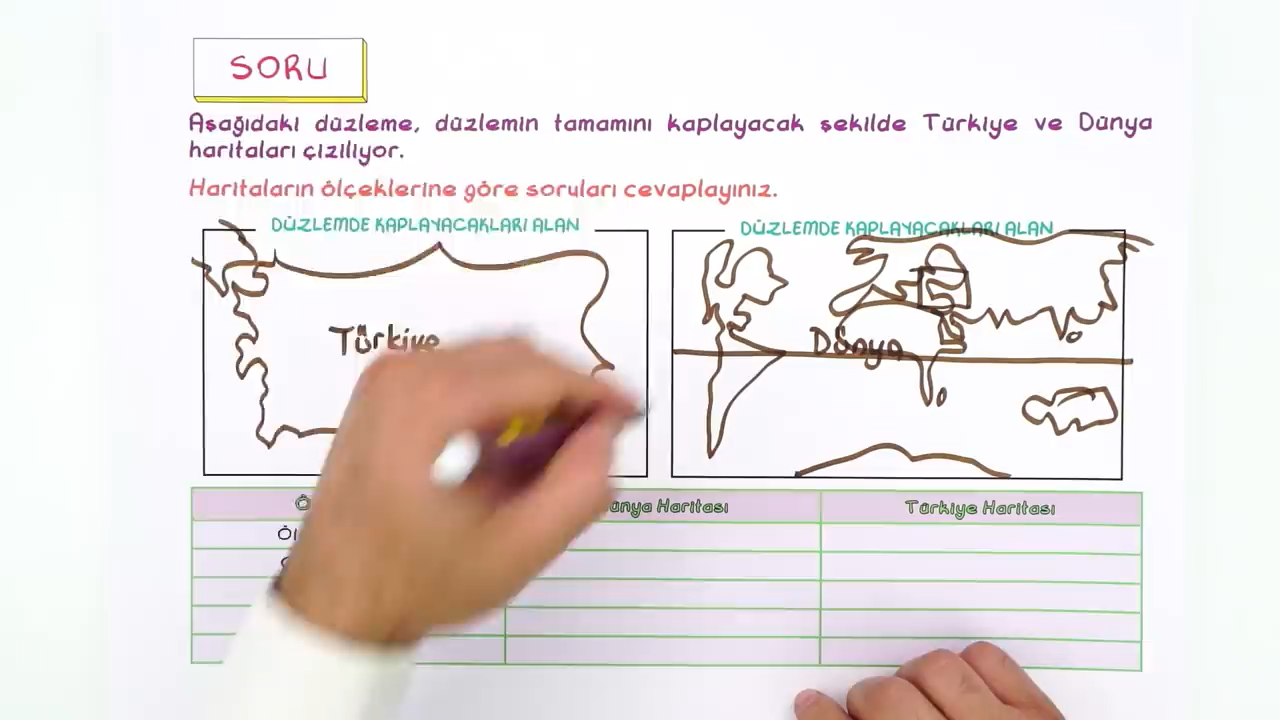 SORU
Aşağıdaki düzleme, düzlemin tamamını kaplayacak şekilde Türkiye ve Dünya
haritaları çiziliyor.
Haritaların ölçeklerine göre soruları cevaplayınız.
DÜZLEMDE KAPLAYACAKLARI ALAN
DÜZLEMDE KAPLAYACAKLARI ALAN
Türkiye
Dünya
Haritası
Türkiye Haritası